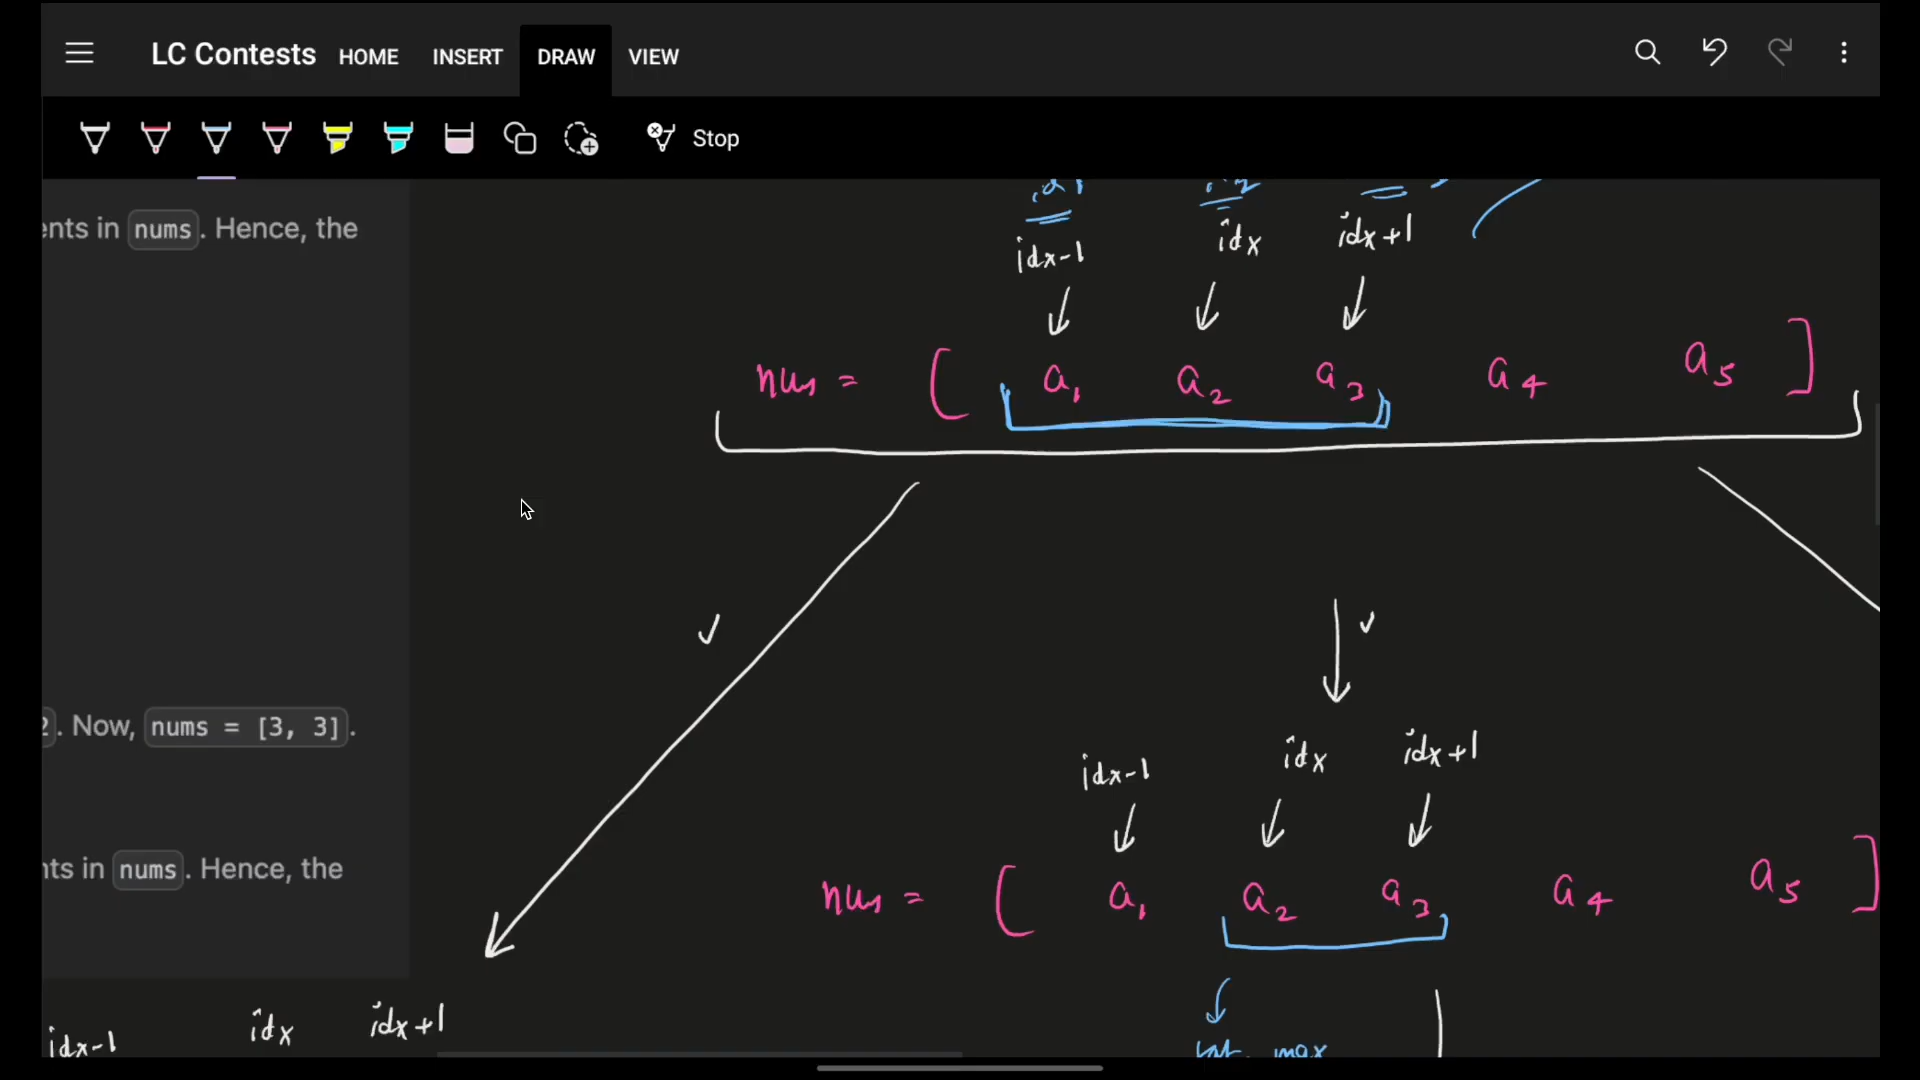 LC Contests HOME INSERT DRAW VIEW
Stop
ents in nums. Hence, the
idx-1 idx idx+1
nums = [ a1 a2 a3 a4 a5 ]
2. Now, nums = [3, 3].
idx-1 idx idx+1
nts in nums. Hence, the
nums = [ a1 a2 a3 a4 a5 ]
idx-1 idx idx+1
max